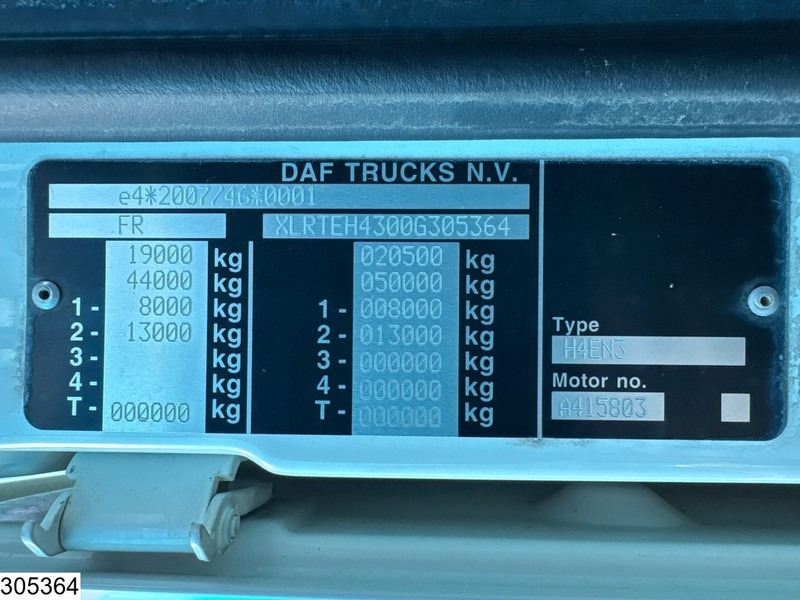 DAF TRUCKS N.V.
e4*2007/46*0001
FR XLRTEH4300G305364
19000 kg 020500 kg
44000 kg 050000 kg
1- 8000 kg 1- 008000 kg
2- 13000 kg 2- 013000 kg
3- kg 3- 000000 kg
4- kg 4- 000000 kg
T- 000000 kg T- 000000 kg
Type
H4EN3
Motor no.
A415803
305364